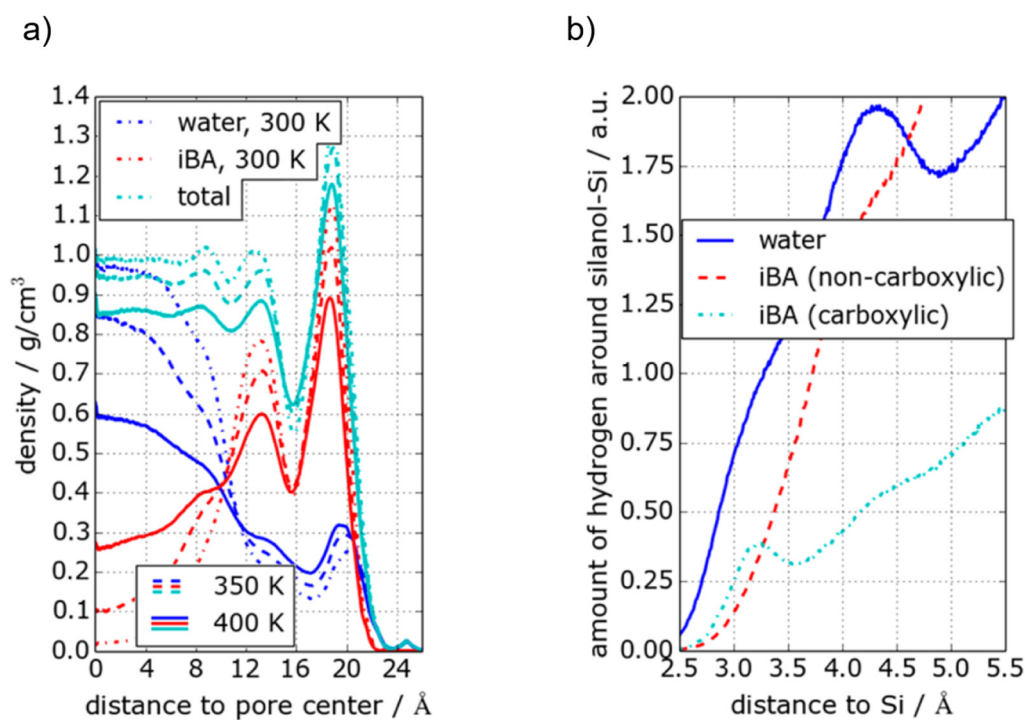 a)
b)
1.4
1.3
1.2
1.1
1.0
0.9
0.8
0.7
0.6
0.5
0.4
0.3
0.2
0.1
0.0
density / g/cm³
water, 300 K
iBA, 300 K
total
350 K
400 K
0 4 8 12 16 20 24
distance to pore center / Å
2.00
1.75
1.50
1.25
1.00
0.75
0.50
0.25
0.00
amount of hydrogen around silanol-Si / a.u.
water
iBA (non-carboxylic)
iBA (carboxylic)
2.5 3.0 3.5 4.0 4.5 5.0 5.5
distance to Si / Å